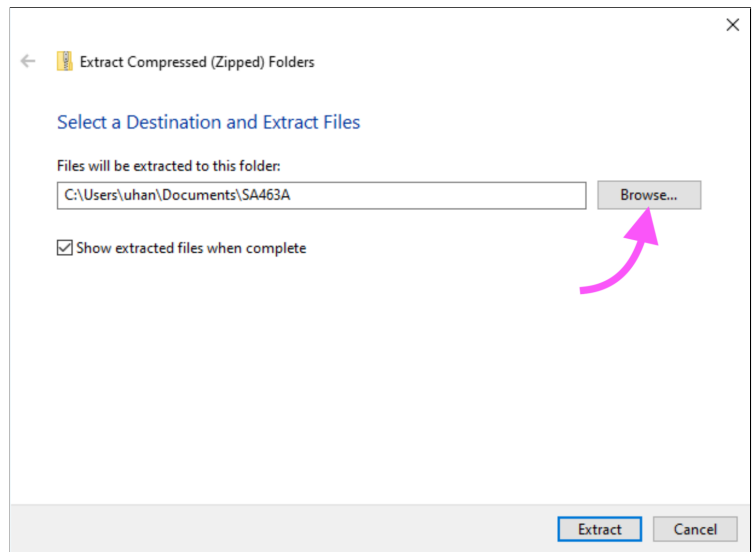 Extract Compressed (Zipped) Folders
Select a Destination and Extract Files
Files will be extracted to this folder:
C:\Users\uhan\Documents\SA463A
Browse...
Show extracted files when complete
Extract
Cancel